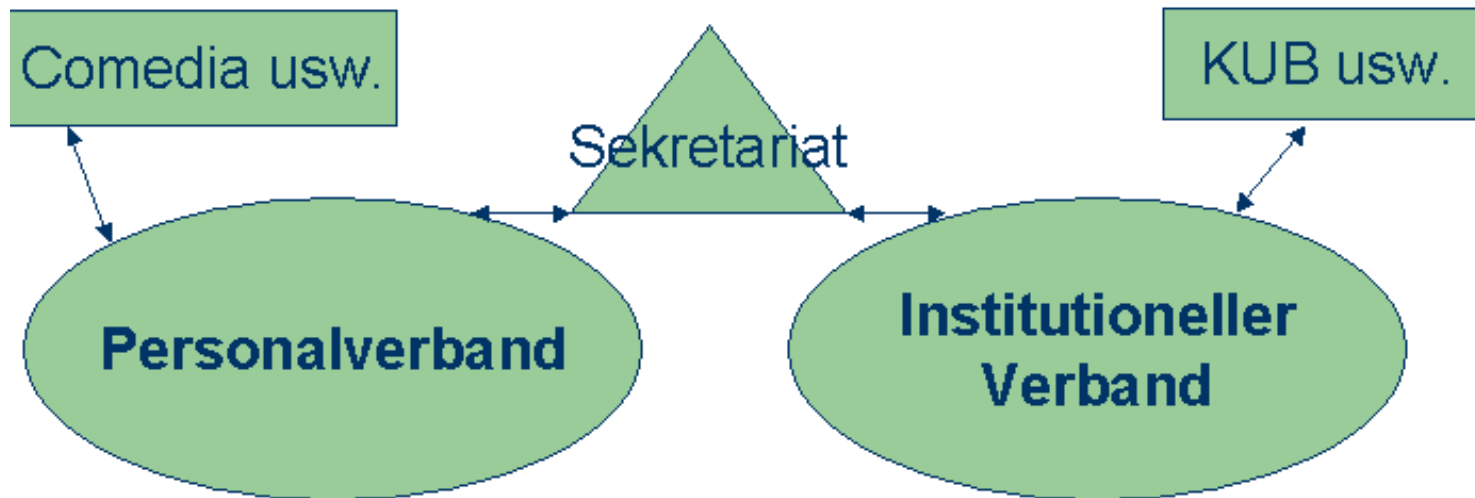 Comedia usw.
KUB usw.
Sekretariat
Personalverband
Institutioneller
Verband